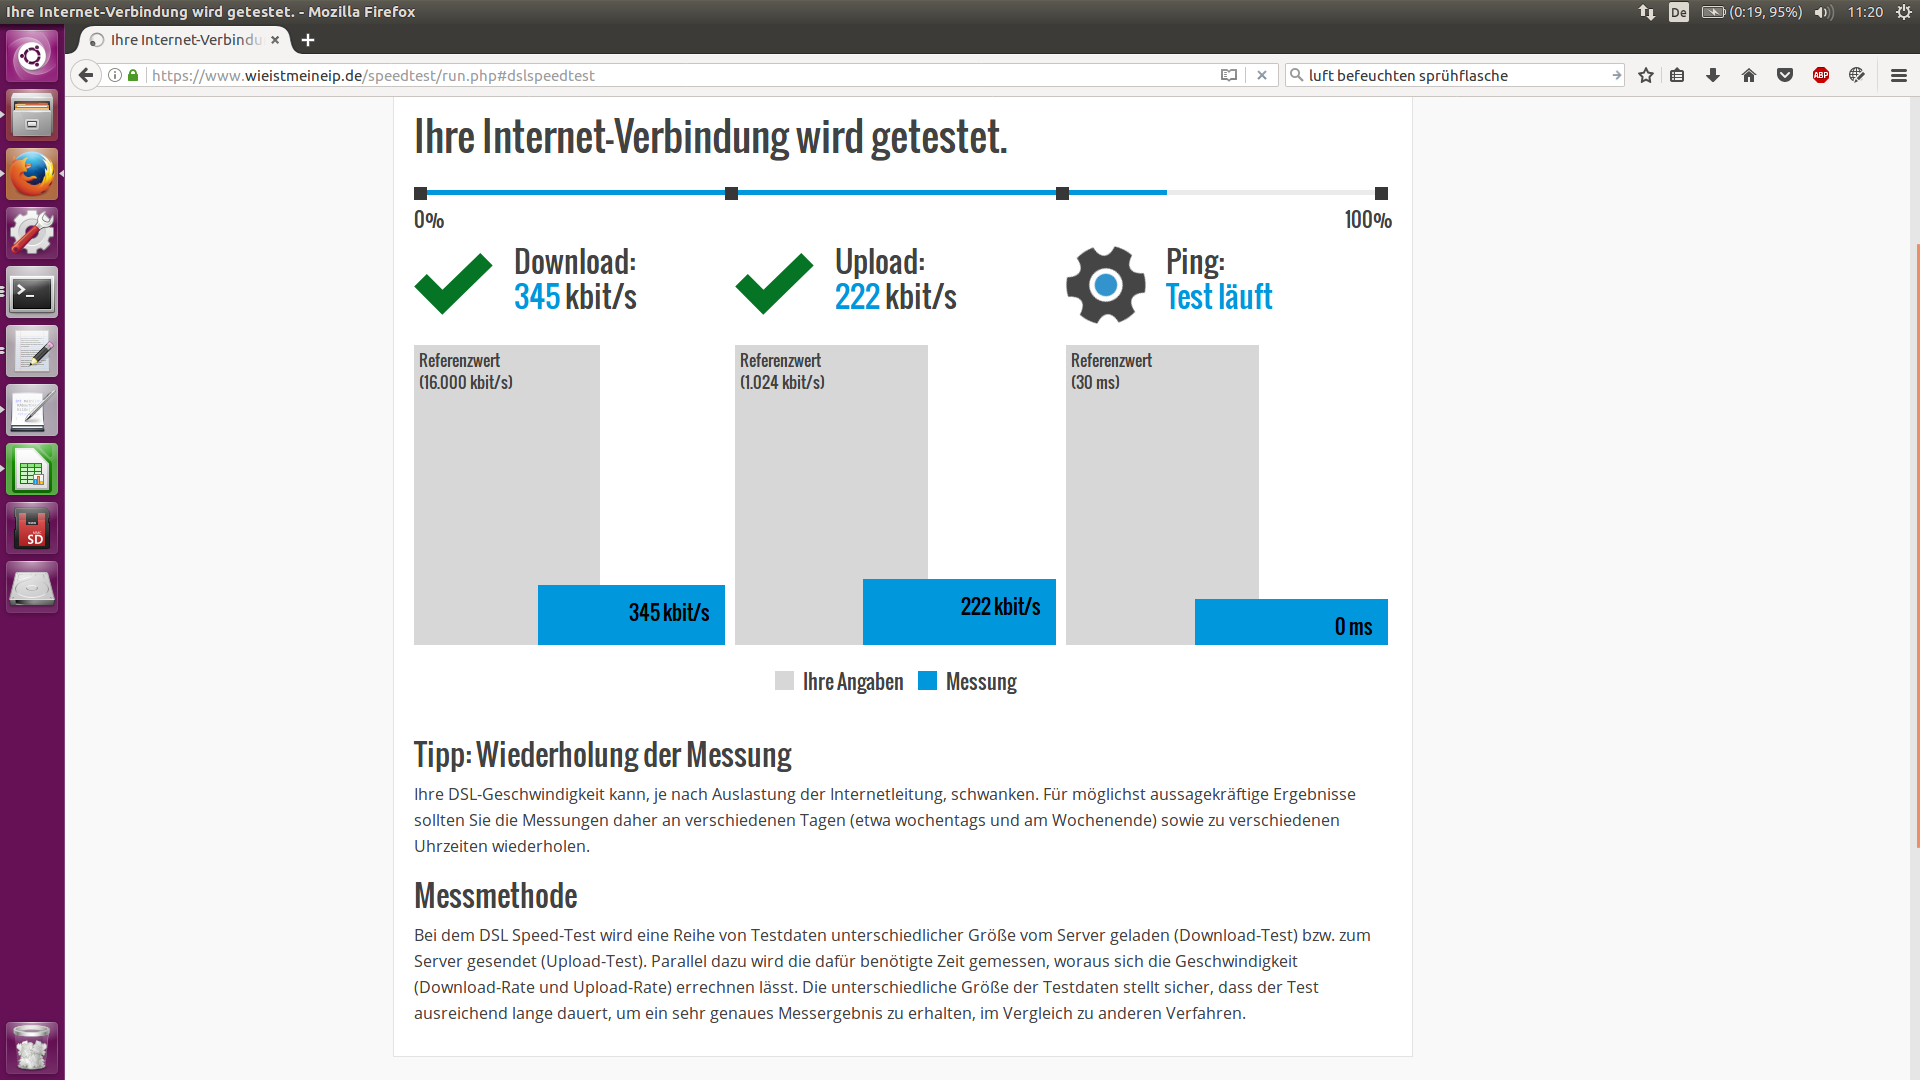 Ihre Internet-Verbindung wird getestet. - Mozilla Firefox
De
(0:19, 95%)
11:20
Ihre Internet-Verbindu
https://www.wieistmeineip.de/speedtest/run.php#dslspeedtest
luft befeuchten sprühflasche
ABP
Ihre Internet-Verbindung wird getestet.
0%
100%
Download:
345 kbit/s
Upload:
222 kbit/s
Ping:
Test läuft
Referenzwert
(16.000 kbit/s)
Referenzwert
(1.024 kbit/s)
Referenzwert
(30 ms)
345 kbit/s
222 kbit/s
0 ms
Ihre Angaben
Messung
SD
Tipp: Wiederholung der Messung
Ihre DSL-Geschwindigkeit kann, je nach Auslastung der Internetleitung, schwanken. Für möglichst aussagekräftige Ergebnisse
sollten Sie die Messungen daher an verschiedenen Tagen (etwa wochentags und am Wochenende) sowie zu verschiedenen
Uhrzeiten wiederholen.
Messmethode
Bei dem DSL Speed-Test wird eine Reihe von Testdaten unterschiedlicher Größe vom Server geladen (Download-Test) bzw. zum
Server gesendet (Upload-Test). Parallel dazu wird die dafür benötigte Zeit gemessen, woraus sich die Geschwindigkeit
(Download-Rate und Upload-Rate) errechnen lässt. Die unterschiedliche Größe der Testdaten stellt sicher, dass der Test
ausreichend lange dauert, um ein sehr genaues Messergebnis zu erhalten, im Vergleich zu anderen Verfahren.